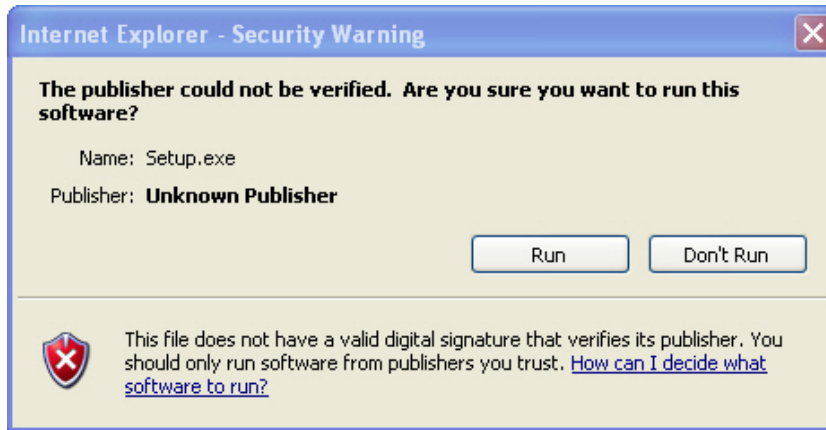 Internet Explorer - Security Warning
The publisher could not be verified.  Are you sure you want to run this
software?
Name: Setup.exe
Publisher: Unknown Publisher
Run Don't Run
This file does not have a valid digital signature that verifies its publisher. You
should only run software from publishers you trust. How can I decide what
software to run?